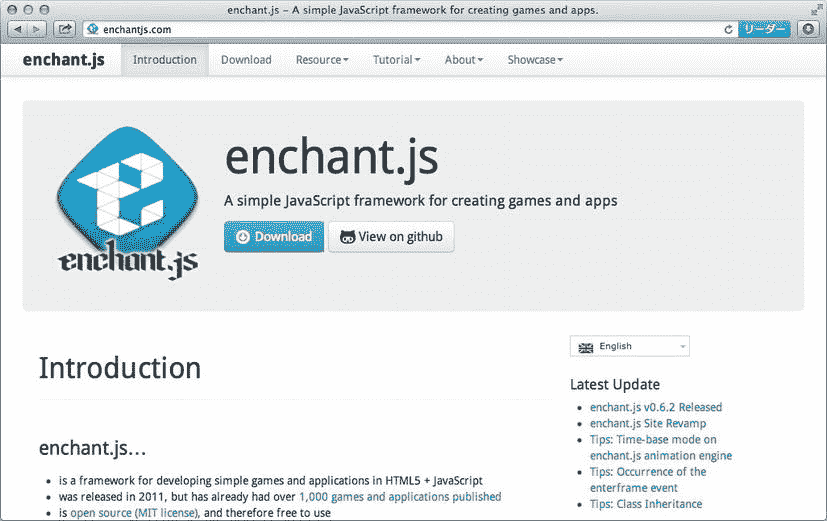 enchant.js – A simple JavaScript framework for creating games and apps.
enchantjs.com
リーダー
enchant.js
Introduction
Download
Resource
Tutorial
About
Showcase
enchant.js
enchant.js
A simple JavaScript framework for creating games and apps
Download
View on github
English
Introduction
Latest Update
enchant.js v0.6.2 Released
enchant.js Site Revamp
Tips: Time-base mode on
enchant.js animation engine
Tips: Occurrence of the
enterframe event
Tips: Class Inheritance
enchant.js...
is a framework for developing simple games and applications in HTML5 + JavaScript
was released in 2011, but has already had over 1,000 games and applications published
is open source (MIT license), and therefore free to use